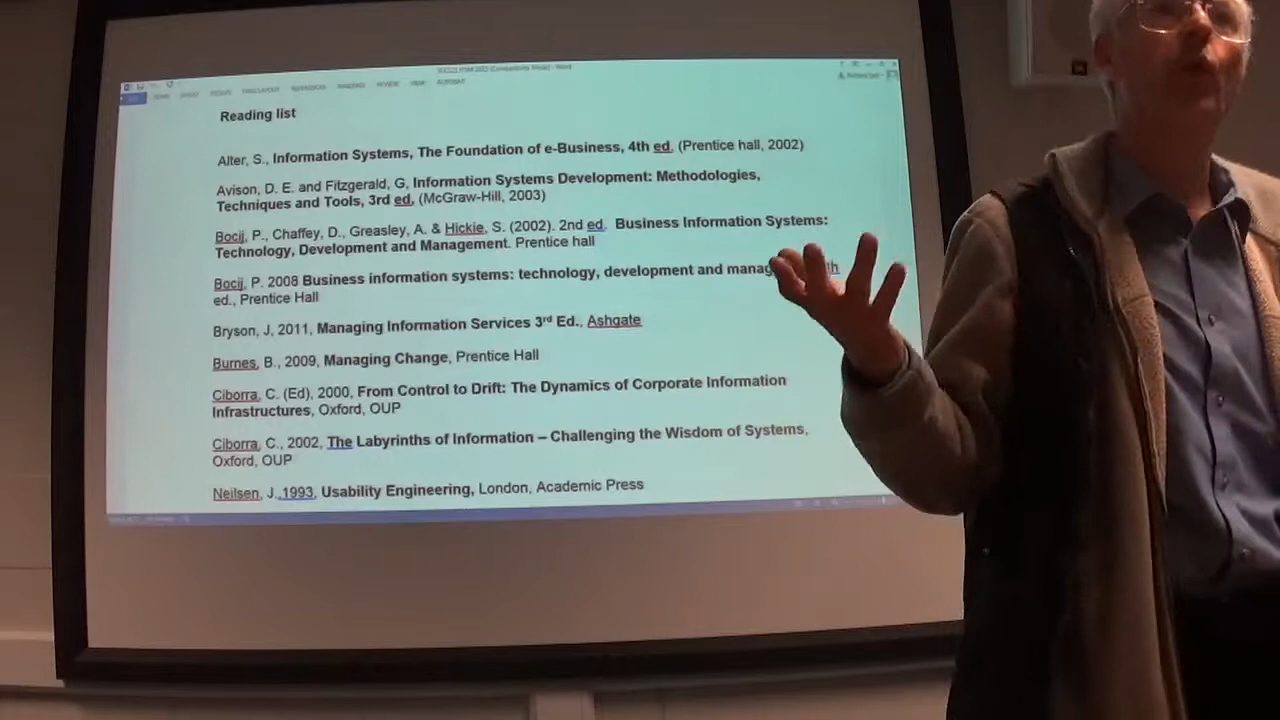 Reading list
Alter, S., Information Systems, The Foundation of e-Business, 4th ed, (Prentice hall, 2002)
Avison, D. E. and Fitzgerald, G, Information Systems Development: Methodologies,
Techniques and Tools, 3rd ed, (McGraw-Hill, 2003)
Bocij, P., Chaffey, D., Greasley, A. & Hickie, S. (2002). 2nd ed. Business Information Systems:
Technology, Development and Management. Prentice hall
Bocij, P. 2008 Business information systems: technology, development and
ed., Prentice Hall
Bryson, J, 2011, Managing Information Services 3rd Ed., Ashgate
Burnes, B., 2009, Managing Change, Prentice Hall
Ciborra, C. (Ed), 2000, From Control to Drift: The Dynamics of Corporate Information
Infrastructures, Oxford, OUP
Ciborra, C., 2002, The Labyrinths of Information – Challenging the Wisdom of Systems,
Oxford, OUP
Neilsen, J.,1993, Usability Engineering, London, Academic Press